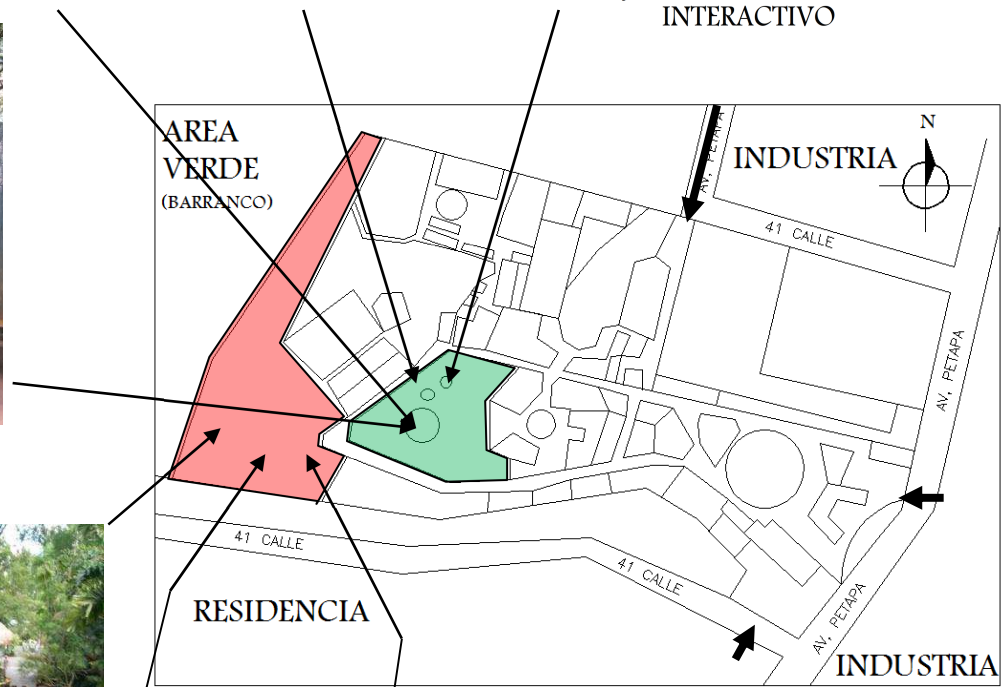 INTERACTIVO
AREA
VERDE
(BARRANCO)
AV, PETAPA
INDUSTRIA
N
41 CALLE
AV, PETAPA
41 CALLE
41 CALLE
RESIDENCIA
AV, PETAPA
INDUSTRIA